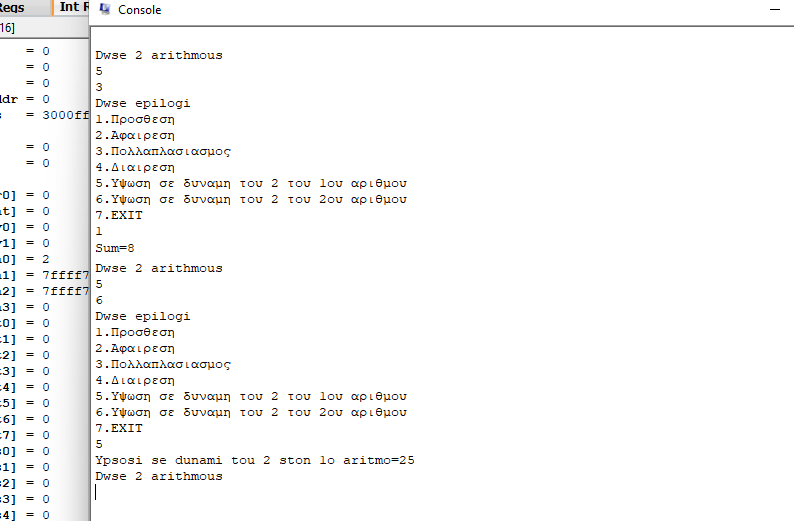 Regs
Int R
Console
16]
= 0
= 0
= 0
ddr = 0
s = 3000ff
= 0
= 0
r0] = 0
at] = 0
v0] = 0
v1] = 0
a0] = 2
a1] = 7ffff7
a2] = 7ffff7
a3] = 0
t0] = 0
t1] = 0
t2] = 0
t3] = 0
t4] = 0
t5] = 0
t6] = 0
t7] = 0
s0] = 0
s1] = 0
s2] = 0
s3] = 0
s4] = 0
Dwse 2 arithmous
5
3
Dwse epilogi
1.Προσθεση
2.Αφαιρεση
3.Πολλαπλασιασμος
4.Διαιρεση
5.Υψωση σε δυναμη του 2 του 1ου αριθμου
6.Υψωση σε δυναμη του 2 του 2ου αριθμου
7.EXIT
1
Sum=8
Dwse 2 arithmous
5
6
Dwse epilogi
1.Προσθεση
2.Αφαιρεση
3.Πολλαπλασιασμος
4.Διαιρεση
5.Υψωση σε δυναμη του 2 του 1ου αριθμου
6.Υψωση σε δυναμη του 2 του 2ου αριθμου
7.EXIT
5
Ypsosi se dunami tou 2 ston 1o aritmo=25
Dwse 2 arithmous